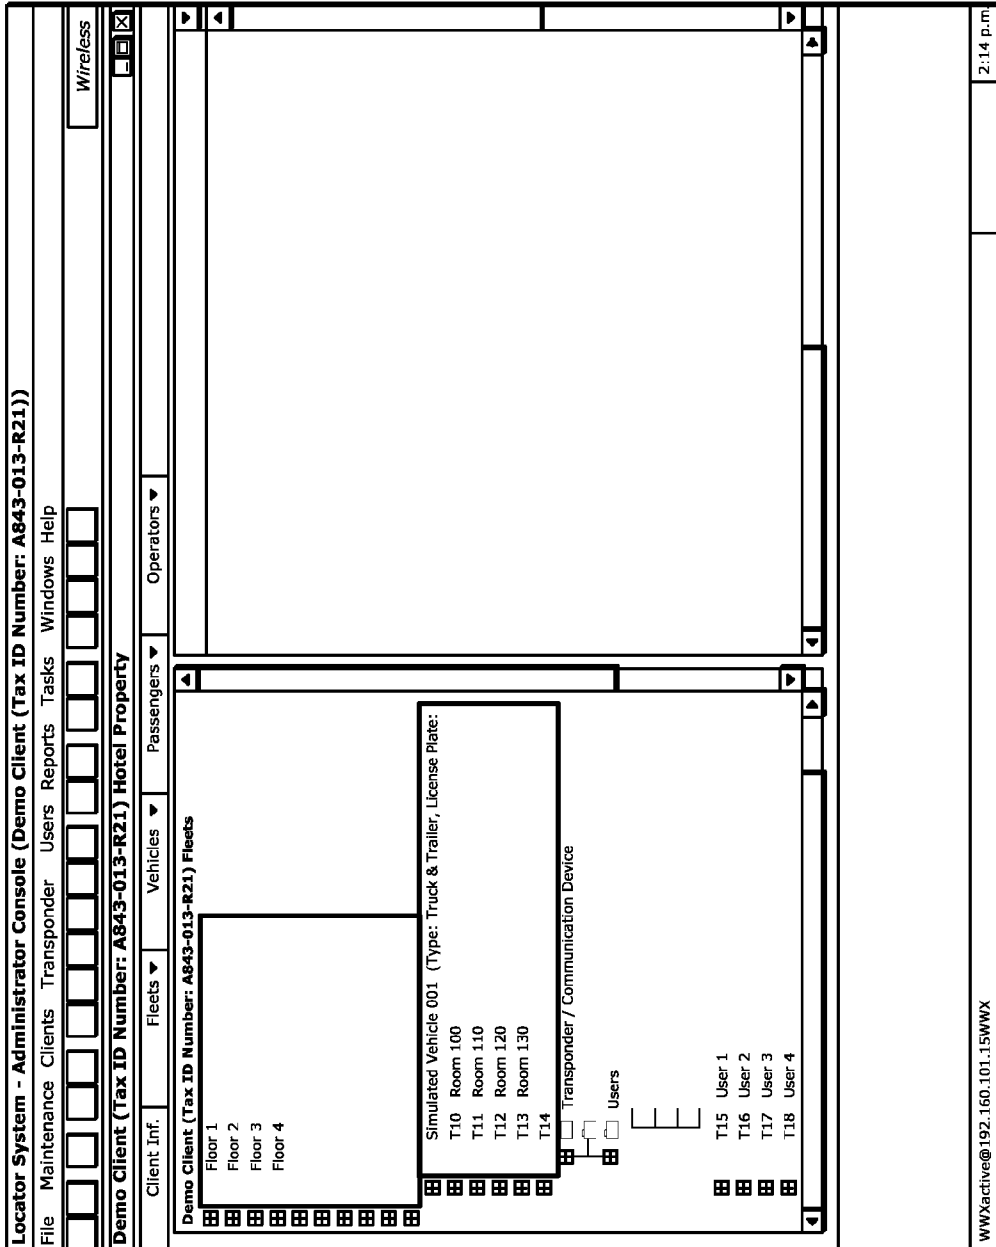 Locator System - Administrator Console (Demo Client (Tax ID Number: A843-013-R21))
File Maintenance Clients Transponder Users Reports Tasks Windows Help
Wireless
Demo Client (Tax ID Number: A843-013-R21) Hotel Property
Client Inf. Fleets Vehicles Passengers Operators
Demo Client (Tax ID Number: A843-013-R21) Fleets
Floor 1
Floor 2
Floor 3
Floor 4
Simulated Vehicle 001 (Type: Truck & Trailer, License Plate:
T10 Room 100
T11 Room 110
T12 Room 120
T13 Room 130
T14
Transponder / Communication Device
Users
T15 User 1
T16 User 2
T17 User 3
T18 User 4
WWXactive@192.160.101.15WWX 2:14 p.m.